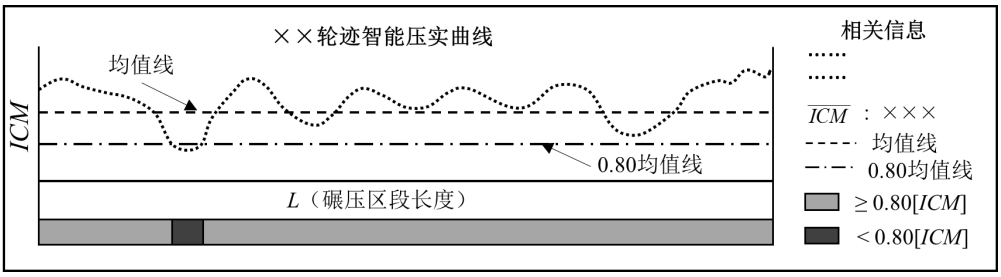 ××轮迹智能压实曲线
均值线
ICM
0.80均值线
L（碾压区段长度）
相关信息
ICM：×××
均值线
0.80均值线
≥ 0.80[ICM]
< 0.80[ICM]